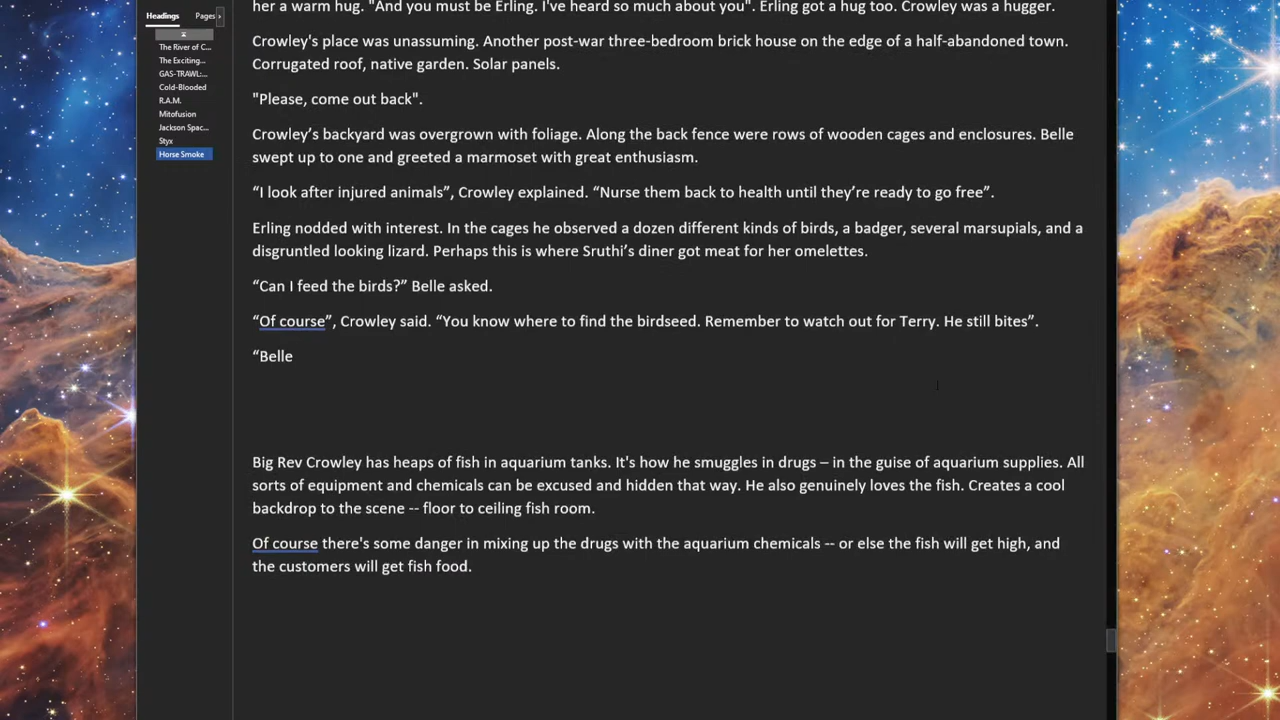 Headings
Pages
The River of C...
The Exciting...
GAS-TRAWL:...
Cold-Blooded
R.A.M.
Mitofusion
Jackson Spac...
Styx
Horse Smoke
her a warm hug. "And you must be Erling. I've heard so much about you". Erling got a hug too. Crowley was a hugger.
Crowley's place was unassuming. Another post-war three-bedroom brick house on the edge of a half-abandoned town.
Corrugated roof, native garden. Solar panels.
"Please, come out back".
Crowley’s backyard was overgrown with foliage. Along the back fence were rows of wooden cages and enclosures. Belle
swept up to one and greeted a marmoset with great enthusiasm.
“I look after injured animals”, Crowley explained. “Nurse them back to health until they’re ready to go free”.
Erling nodded with interest. In the cages he observed a dozen different kinds of birds, a badger, several marsupials, and a
disgruntled looking lizard. Perhaps this is where Sruthi’s diner got meat for her omelettes.
“Can I feed the birds?” Belle asked.
“Of course”, Crowley said. “You know where to find the birdseed. Remember to watch out for Terry. He still bites”.
“Belle
Big Rev Crowley has heaps of fish in aquarium tanks. It's how he smuggles in drugs – in the guise of aquarium supplies. All
sorts of equipment and chemicals can be excused and hidden that way. He also genuinely loves the fish. Creates a cool
backdrop to the scene -- floor to ceiling fish room.
Of course there's some danger in mixing up the drugs with the aquarium chemicals -- or else the fish will get high, and
the customers will get fish food.